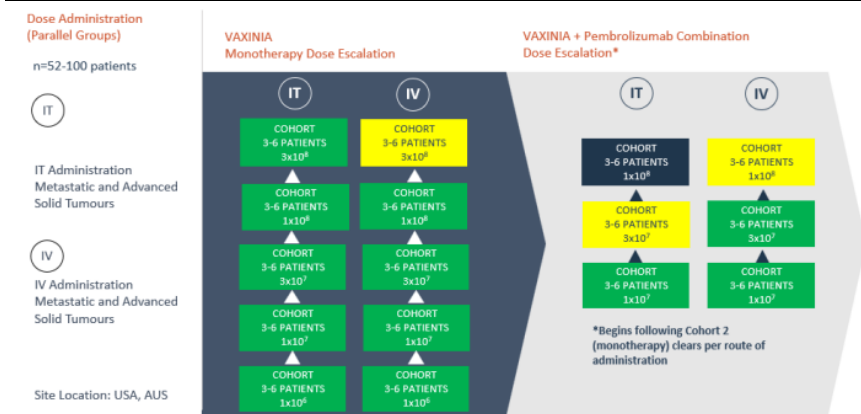 Dose Administration
(Parallel Groups)
n=52-100 patients
IT
IT Administration
Metastatic and Advanced
Solid Tumours
IV
IV Administration
Metastatic and Advanced
Solid Tumours
Site Location: USA, AUS
VAXINIA
Monotherapy Dose Escalation
IT
IV
COHORT
3-6 PATIENTS
3x10⁸
COHORT
3-6 PATIENTS
3x10⁸
COHORT
3-6 PATIENTS
1x10⁸
COHORT
3-6 PATIENTS
1x10⁸
COHORT
3-6 PATIENTS
3x10⁷
COHORT
3-6 PATIENTS
3x10⁷
COHORT
3-6 PATIENTS
1x10⁷
COHORT
3-6 PATIENTS
1x10⁷
COHORT
3-6 PATIENTS
1x10⁶
COHORT
3-6 PATIENTS
1x10⁶
VAXINIA + Pembrolizumab Combination
Dose Escalation*
IT
IV
COHORT
3-6 PATIENTS
1x10⁸
COHORT
3-6 PATIENTS
1x10⁸
COHORT
3-6 PATIENTS
3x10⁷
COHORT
3-6 PATIENTS
3x10⁷
COHORT
3-6 PATIENTS
1x10⁷
COHORT
3-6 PATIENTS
1x10⁷
*Begins following Cohort 2
(monotherapy) clears per route of
administration